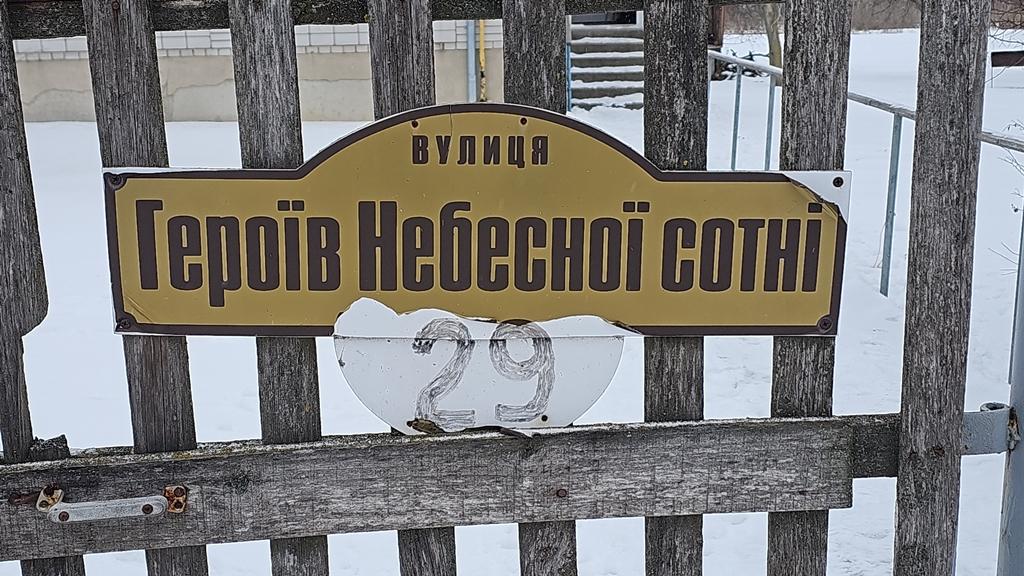 вулиця
Героїв Небесної сотні
29